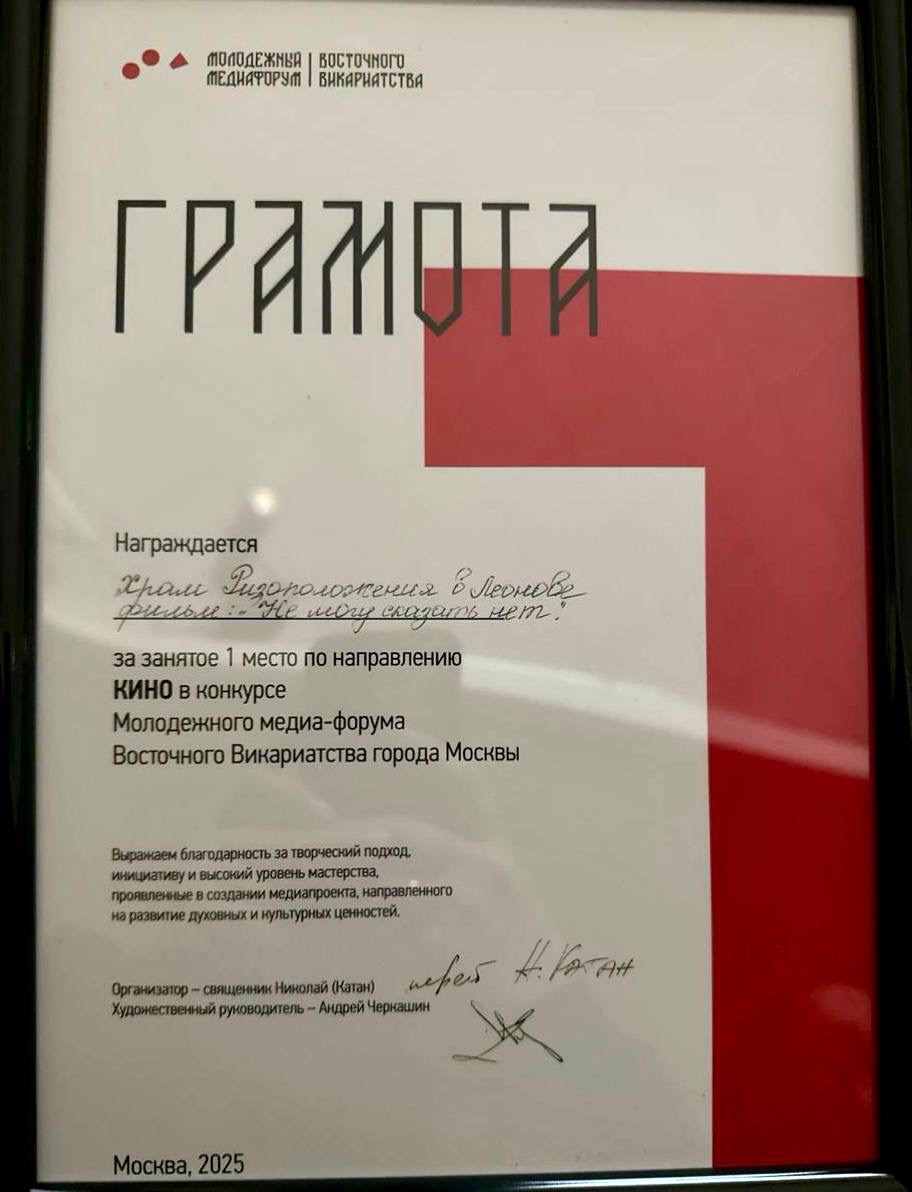 МОЛОДЕЖНЫЙ | ВОСТОЧНОГО
МЕДИАФОРУМ | ВИКАРИАТСТВА
ГРАМОТА
Награждается
Храм Ризоположения в Леонове
фильм:- "Не могу сказать нет".
за занятое 1 место по направлению
КИНО в конкурсе
Молодежного медиа-форума
Восточного Викариатства города Москвы
Выражаем благодарность за творческий подход,
инициативу и высокий уровень мастерства,
проявленные в создании медиапроекта, направленного
на развитие духовных и культурных ценностей.
Организатор – священник Николай (Катан) иерей Н. Катан
Художественный руководитель – Андрей Черкашин
Москва, 2025